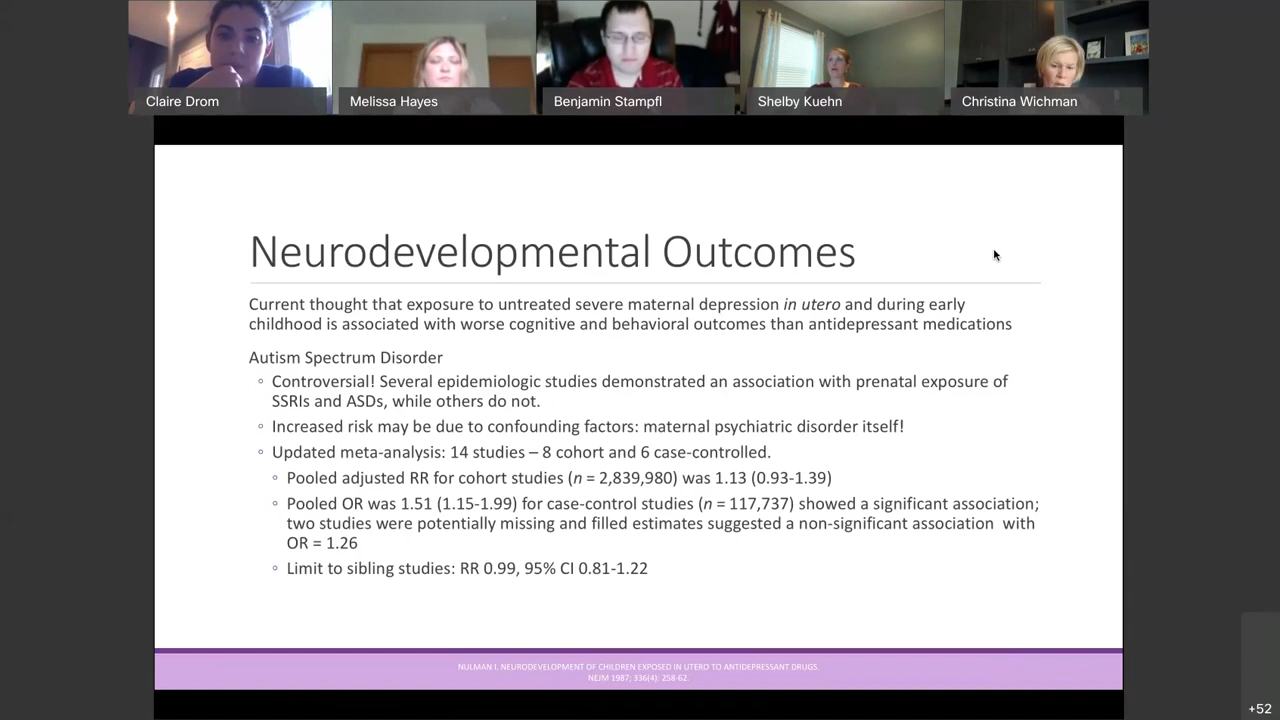 Claire Drom
Melissa Hayes
Benjamin Stampfl
Shelby Kuehn
Christina Wichman
Neurodevelopmental Outcomes
Current thought that exposure to untreated severe maternal depression in utero and during early
childhood is associated with worse cognitive and behavioral outcomes than antidepressant medications
Autism Spectrum Disorder
◦ Controversial! Several epidemiologic studies demonstrated an association with prenatal exposure of
SSRIs and ASDs, while others do not.
◦ Increased risk may be due to confounding factors: maternal psychiatric disorder itself!
◦ Updated meta-analysis: 14 studies – 8 cohort and 6 case-controlled.
◦ Pooled adjusted RR for cohort studies (n = 2,839,980) was 1.13 (0.93-1.39)
◦ Pooled OR was 1.51 (1.15-1.99) for case-control studies (n = 117,737) showed a significant association;
two studies were potentially missing and filled estimates suggested a non-significant association with
OR = 1.26
◦ Limit to sibling studies: RR 0.99, 95% CI 0.81-1.22
NULMAN I. NEURODEVELOPMENT OF CHILDREN EXPOSED IN UTERO TO ANTIDEPRESSANT DRUGS.
NEJM 1987; 336(4): 258-62.
+52